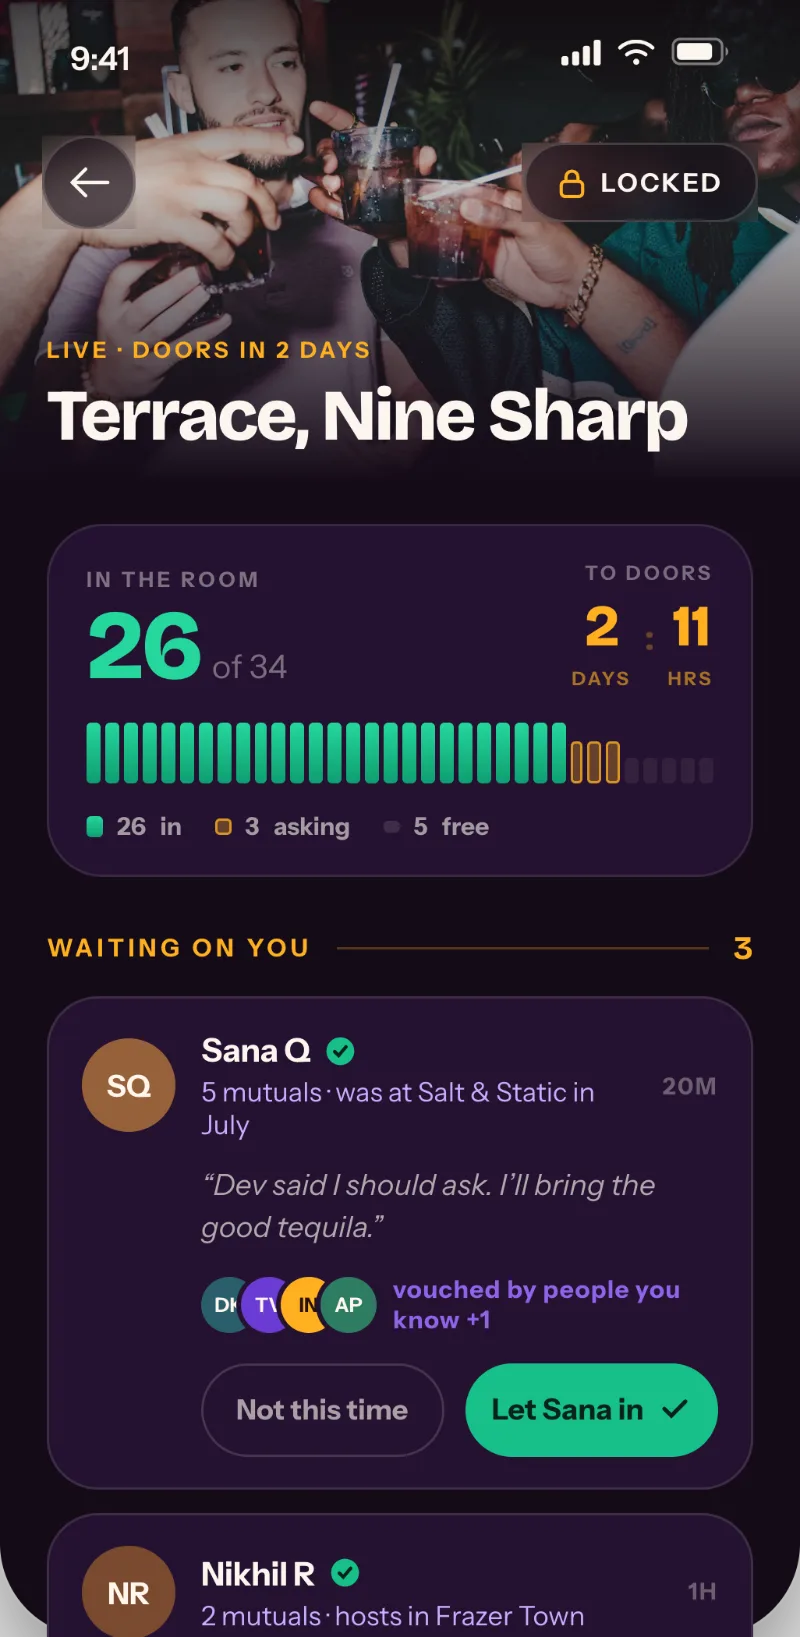 9:41
LOCKED
LIVE · DOORS IN 2 DAYS
Terrace, Nine Sharp
IN THE ROOM
TO DOORS
26 of 34
2 : 11
DAYS HRS
26 in 3 asking 5 free
WAITING ON YOU 3
SQ
Sana Q
5 mutuals · was at Salt & Static in
July
20M
“Dev said I should ask. I’ll bring the
good tequila.”
DK TV IN AP
vouched by people you
know +1
Not this time
Let Sana in
NR
Nikhil R
2 mutuals · hosts in Frazer Town
1H